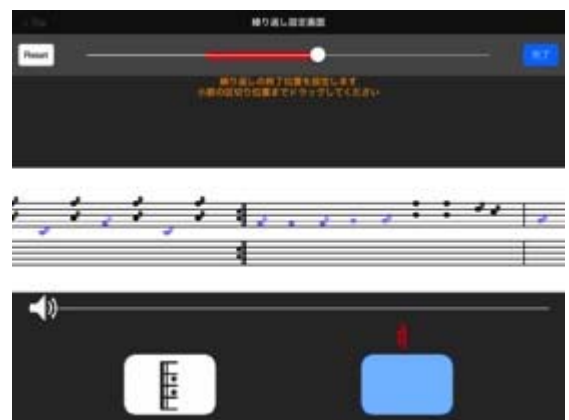 繰り返し設定画面
Reset
完了
繰り返しの終了位置を設定します
小節の区切り位置までドラッグしてください